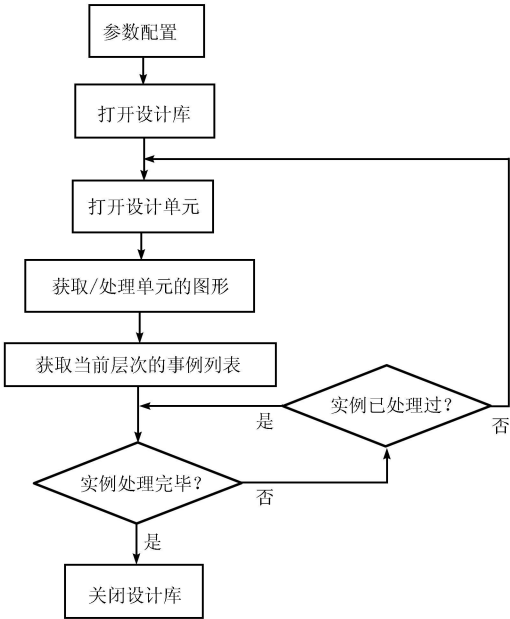 参数配置
打开设计库
打开设计单元
获取/处理单元的图形
获取当前层次的事例列表
实例已处理过？
是
否
实例处理完毕？
否
是
关闭设计库